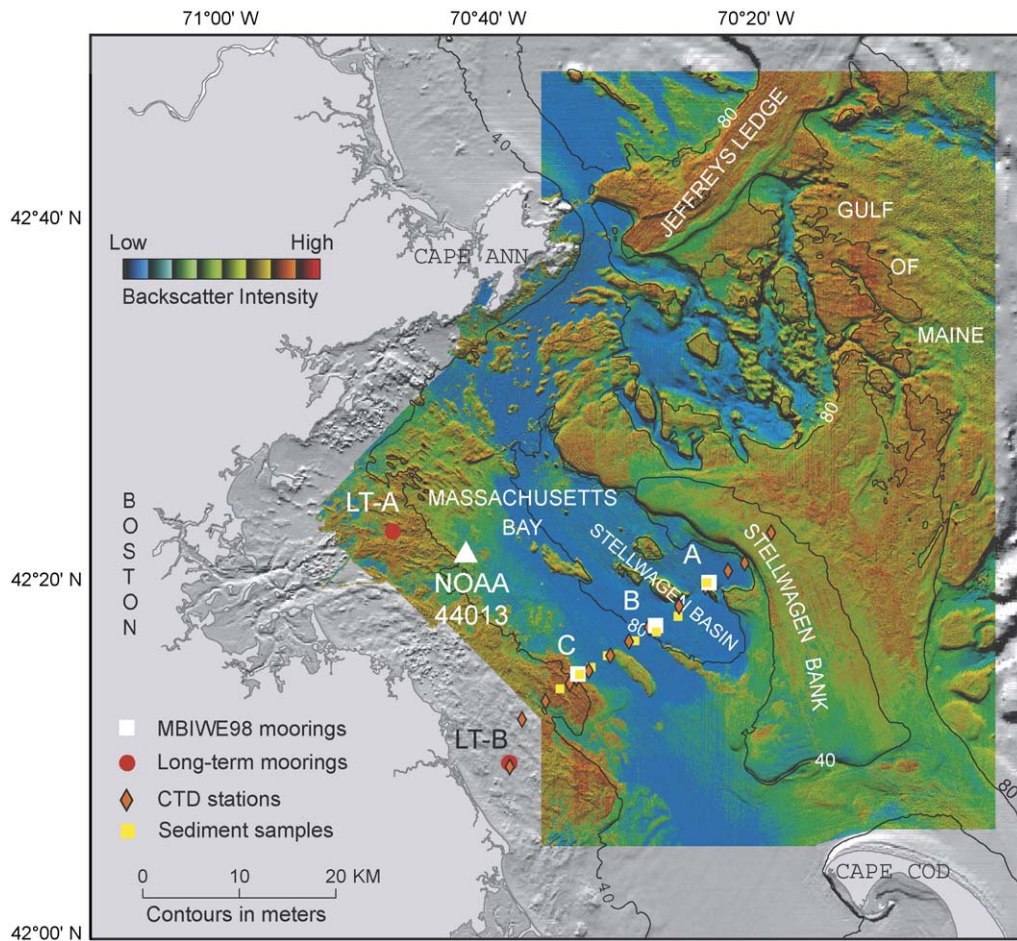 71°00' W
70°40' W
70°20' W
42°40' N
42°20' N
42°00' N
80
40
JEFFREYS LEDGE
GULF
OF
MAINE
CAPE ANN
Low
High
Backscatter Intensity
80
BOSTON
LT-A
MASSACHUSETTS
BAY
NOAA
44013
STELLWAGEN BASIN
STELLWAGEN BANK
A
B
80
C
LT-B
40
80
40
CAPE COD
MBIWE98 moorings
Long-term moorings
CTD stations
Sediment samples
0
10
20 KM
Contours in meters